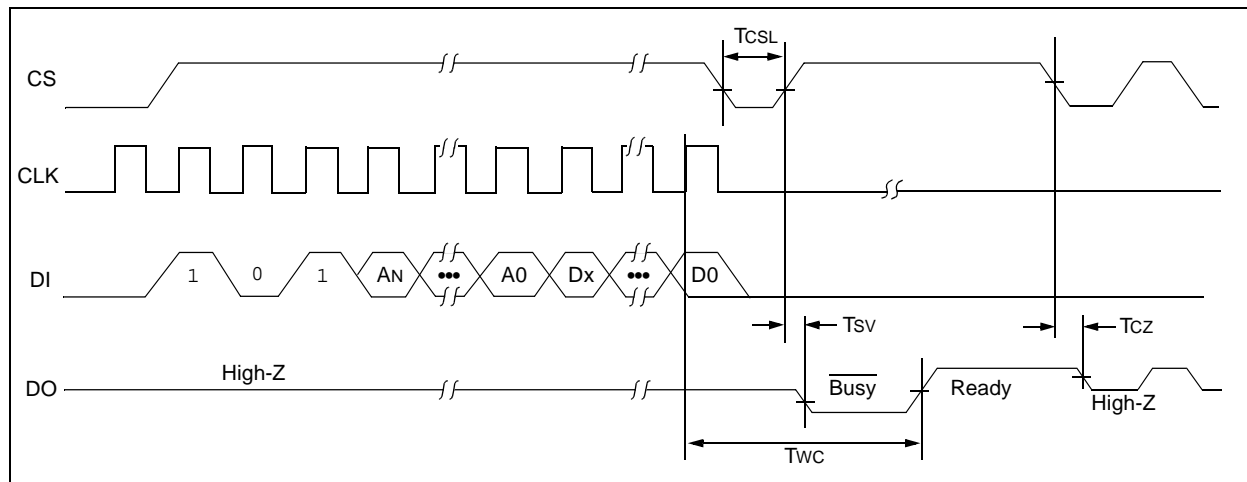 TCSL
CS
CLK
DI 1 0 1 AN ••• A0 Dx ••• D0
TSV TCZ
DO High-Z Busy Ready High-Z
TWC